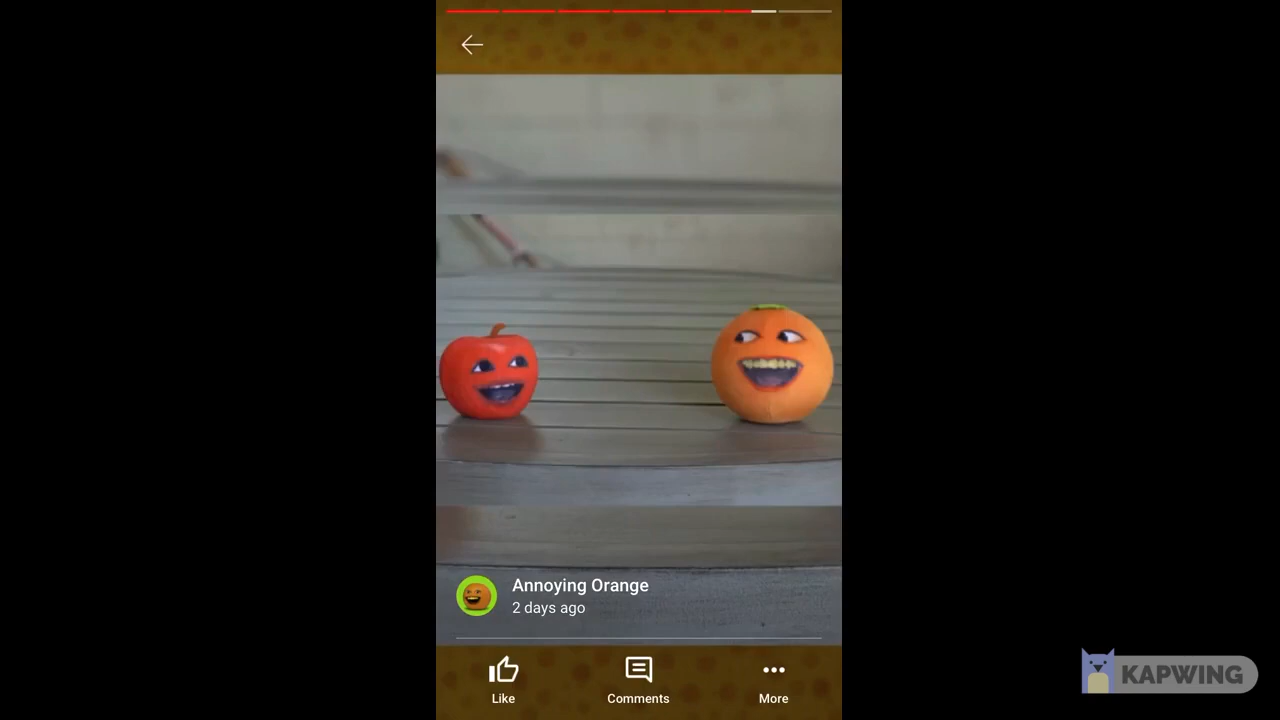 Annoying Orange
2 days ago
Like
Comments
More
KAPWING